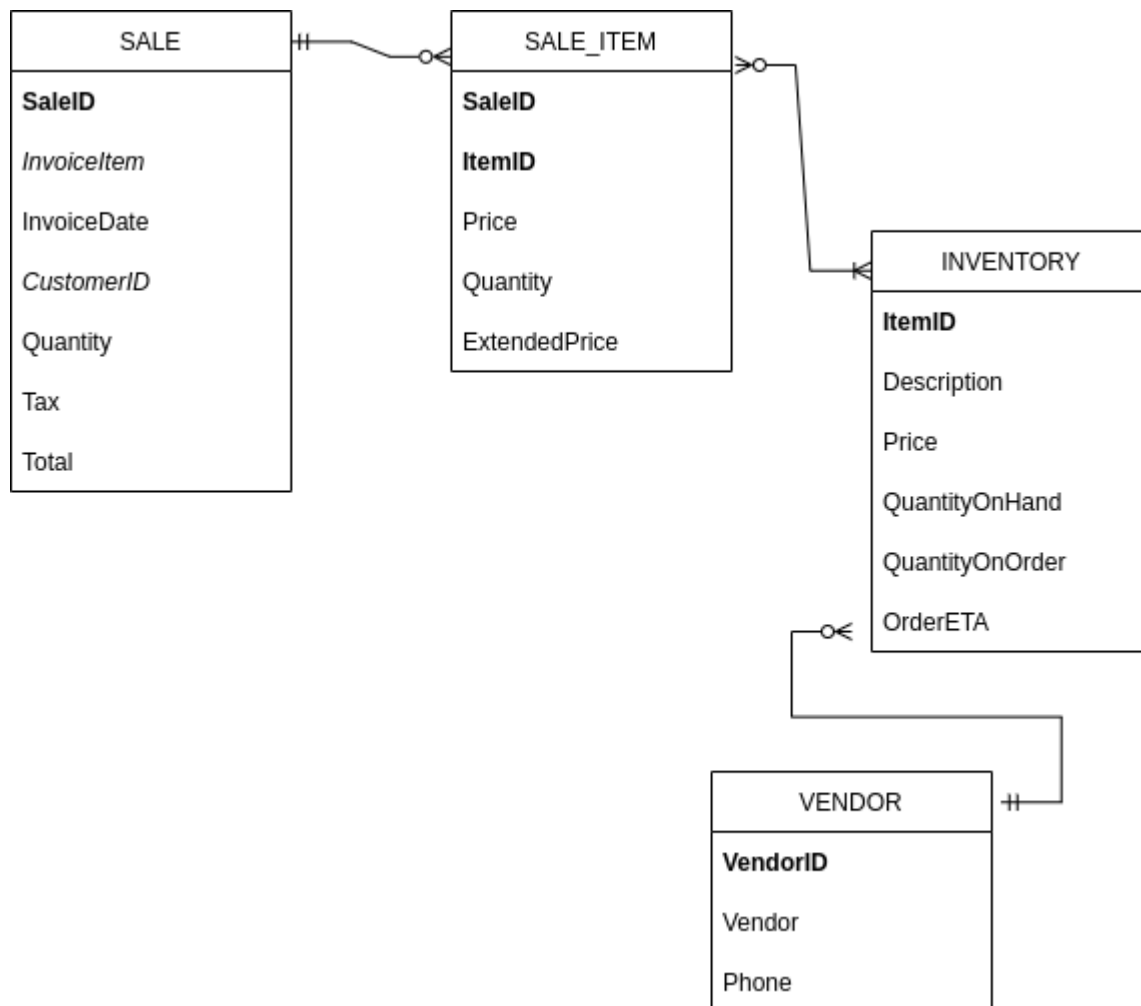 SALE
SaleID
InvoiceItem
InvoiceDate
CustomerID
Quantity
Tax
Total
SALE_ITEM
SaleID
ItemID
Price
Quantity
ExtendedPrice
INVENTORY
ItemID
Description
Price
QuantityOnHand
QuantityOnOrder
OrderETA
VENDOR
VendorID
Vendor
Phone